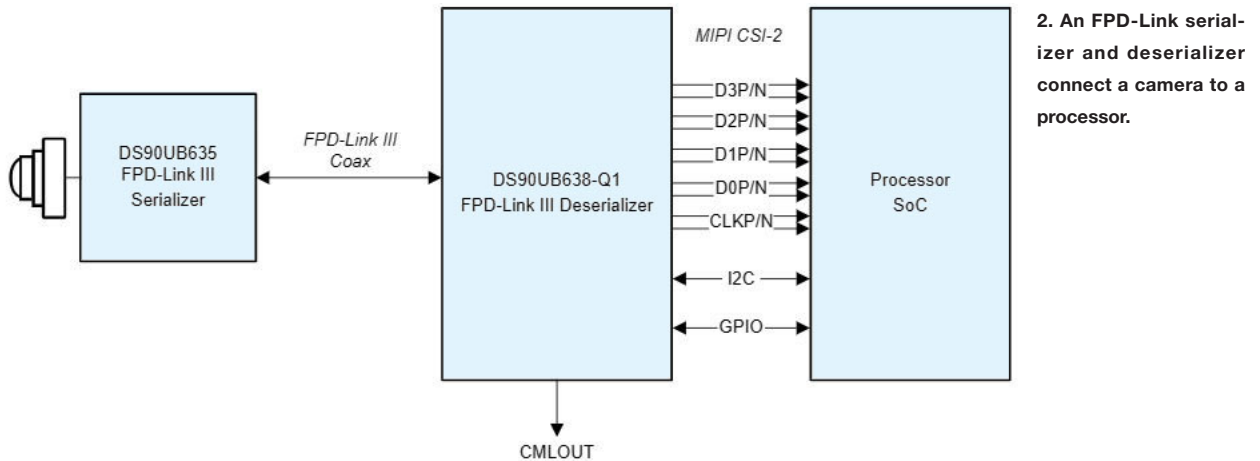 DS90UB635
FPD-Link III
Serializer
FPD-Link III
Coax
DS90UB638-Q1
FPD-Link III Deserializer
CMLOUT
MIPI CSI-2
D3P/N
D2P/N
D1P/N
D0P/N
CLKP/N
I2C
GPIO
Processor
SoC
2. An FPD-Link serial-
izer and deserializer
connect a camera to a
processor.